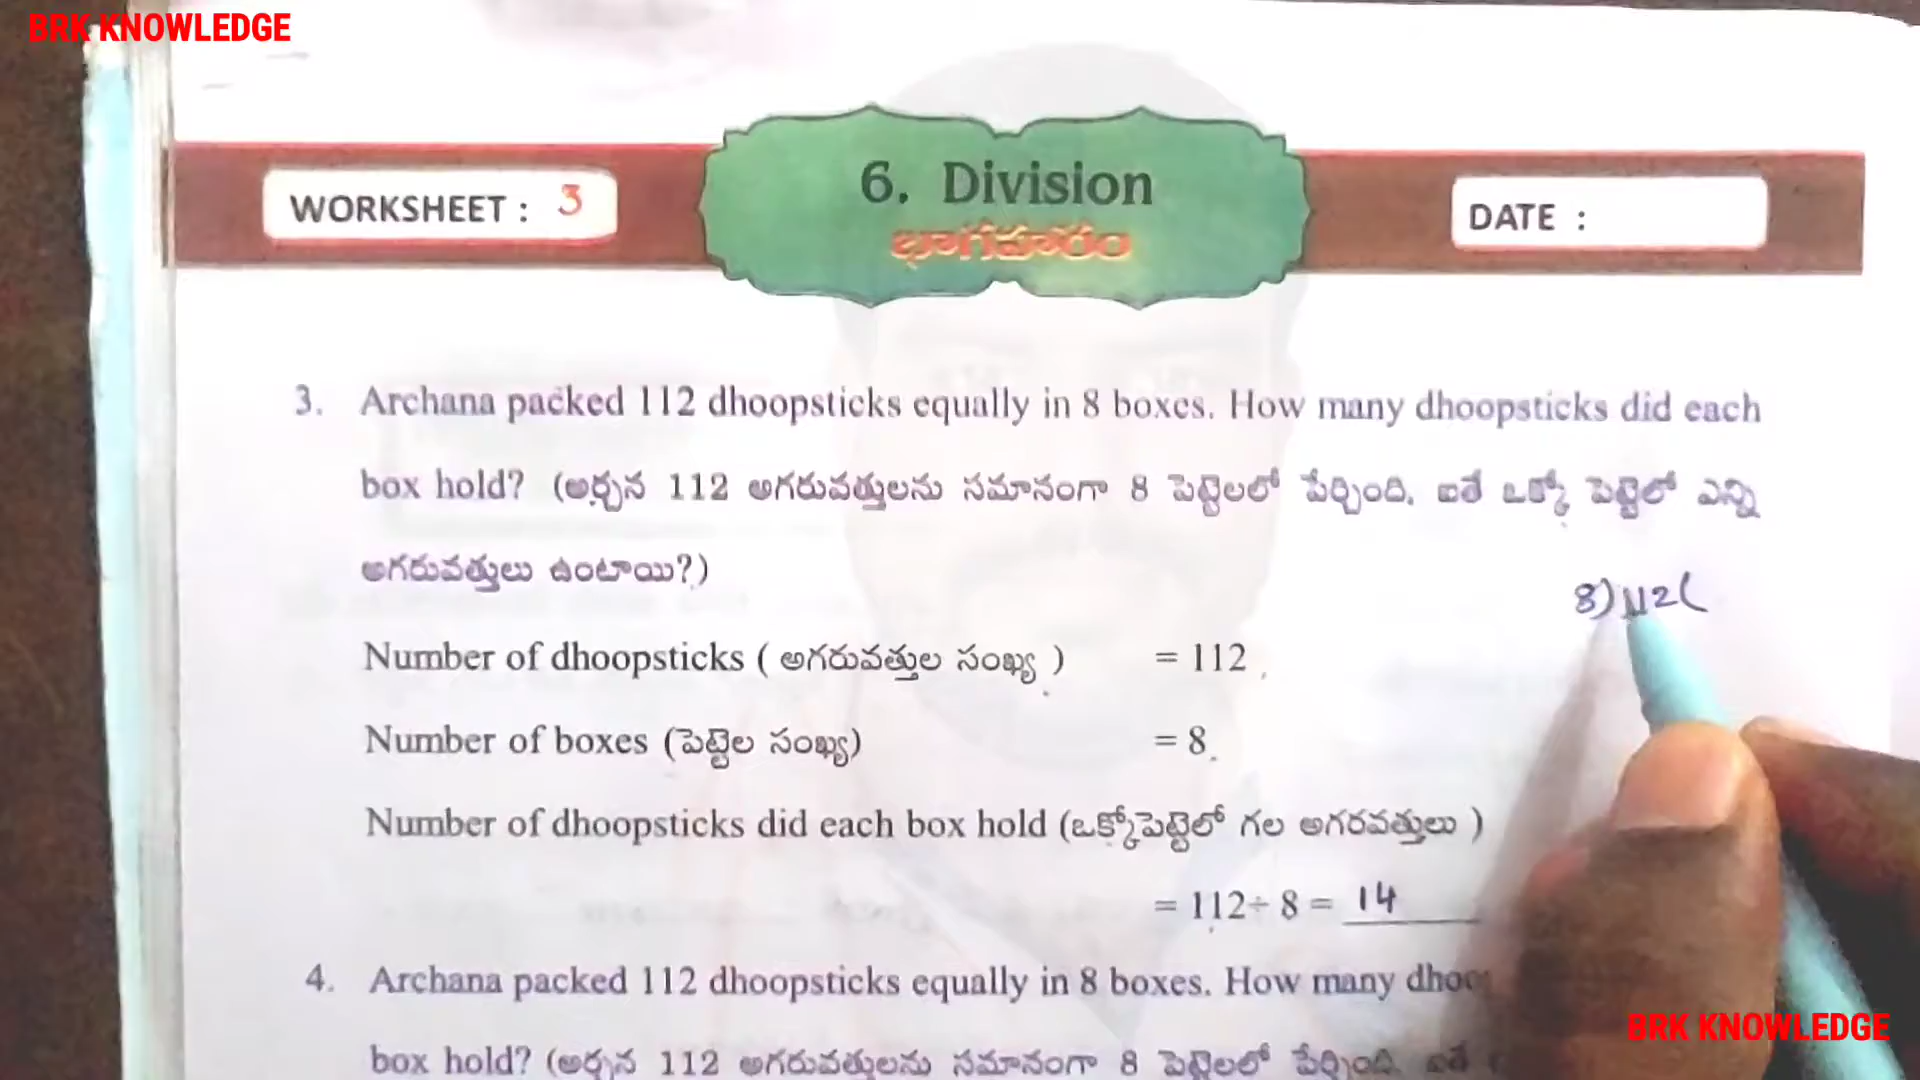 BRK KNOWLEDGE
WORKSHEET : 3
6. Division
భాగహారం
DATE :
3. Archana packed 112 dhoopsticks equally in 8 boxes. How many dhoopsticks did each
box hold? (అర్చన 112 అగరువత్తులను సమానంగా 8 పెట్టెలలో పేర్చింది. ఐతే ఒక్కో పెట్టెలో ఎన్ని
అగరువత్తులు ఉంటాయి?)
8)112(
Number of dhoopsticks ( అగరువత్తుల సంఖ్య ) = 112
Number of boxes (పెట్టెల సంఖ్య) = 8
Number of dhoopsticks did each box hold (ఒక్కోపెట్టెలో గల అగరవత్తులు )
= 112÷ 8 = 14
4. Archana packed 112 dhoopsticks equally in 8 boxes. How many
box hold? (అర్చన 112 అగరువత్తులను సమానంగా 8 పెట్టెలలో పేర్చింది. ఐతే
BRK KNOWLEDGE